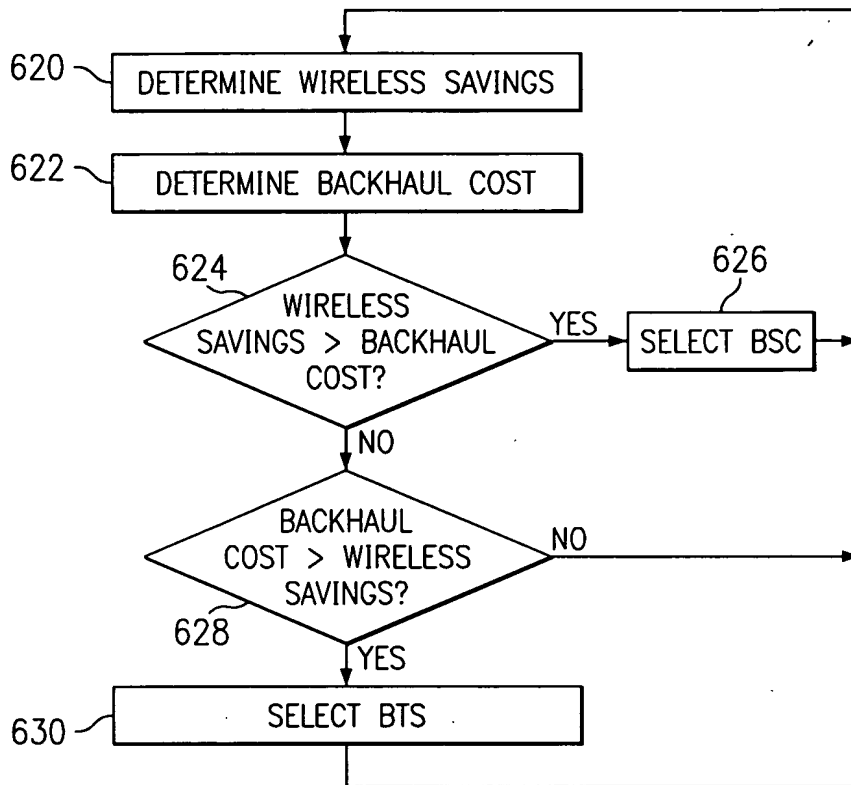 620
DETERMINE WIRELESS SAVINGS
622
DETERMINE BACKHAUL COST
624
WIRELESS
SAVINGS > BACKHAUL
COST?
YES
626
SELECT BSC
NO
BACKHAUL
COST > WIRELESS
SAVINGS?
NO
628
YES
630
SELECT BTS